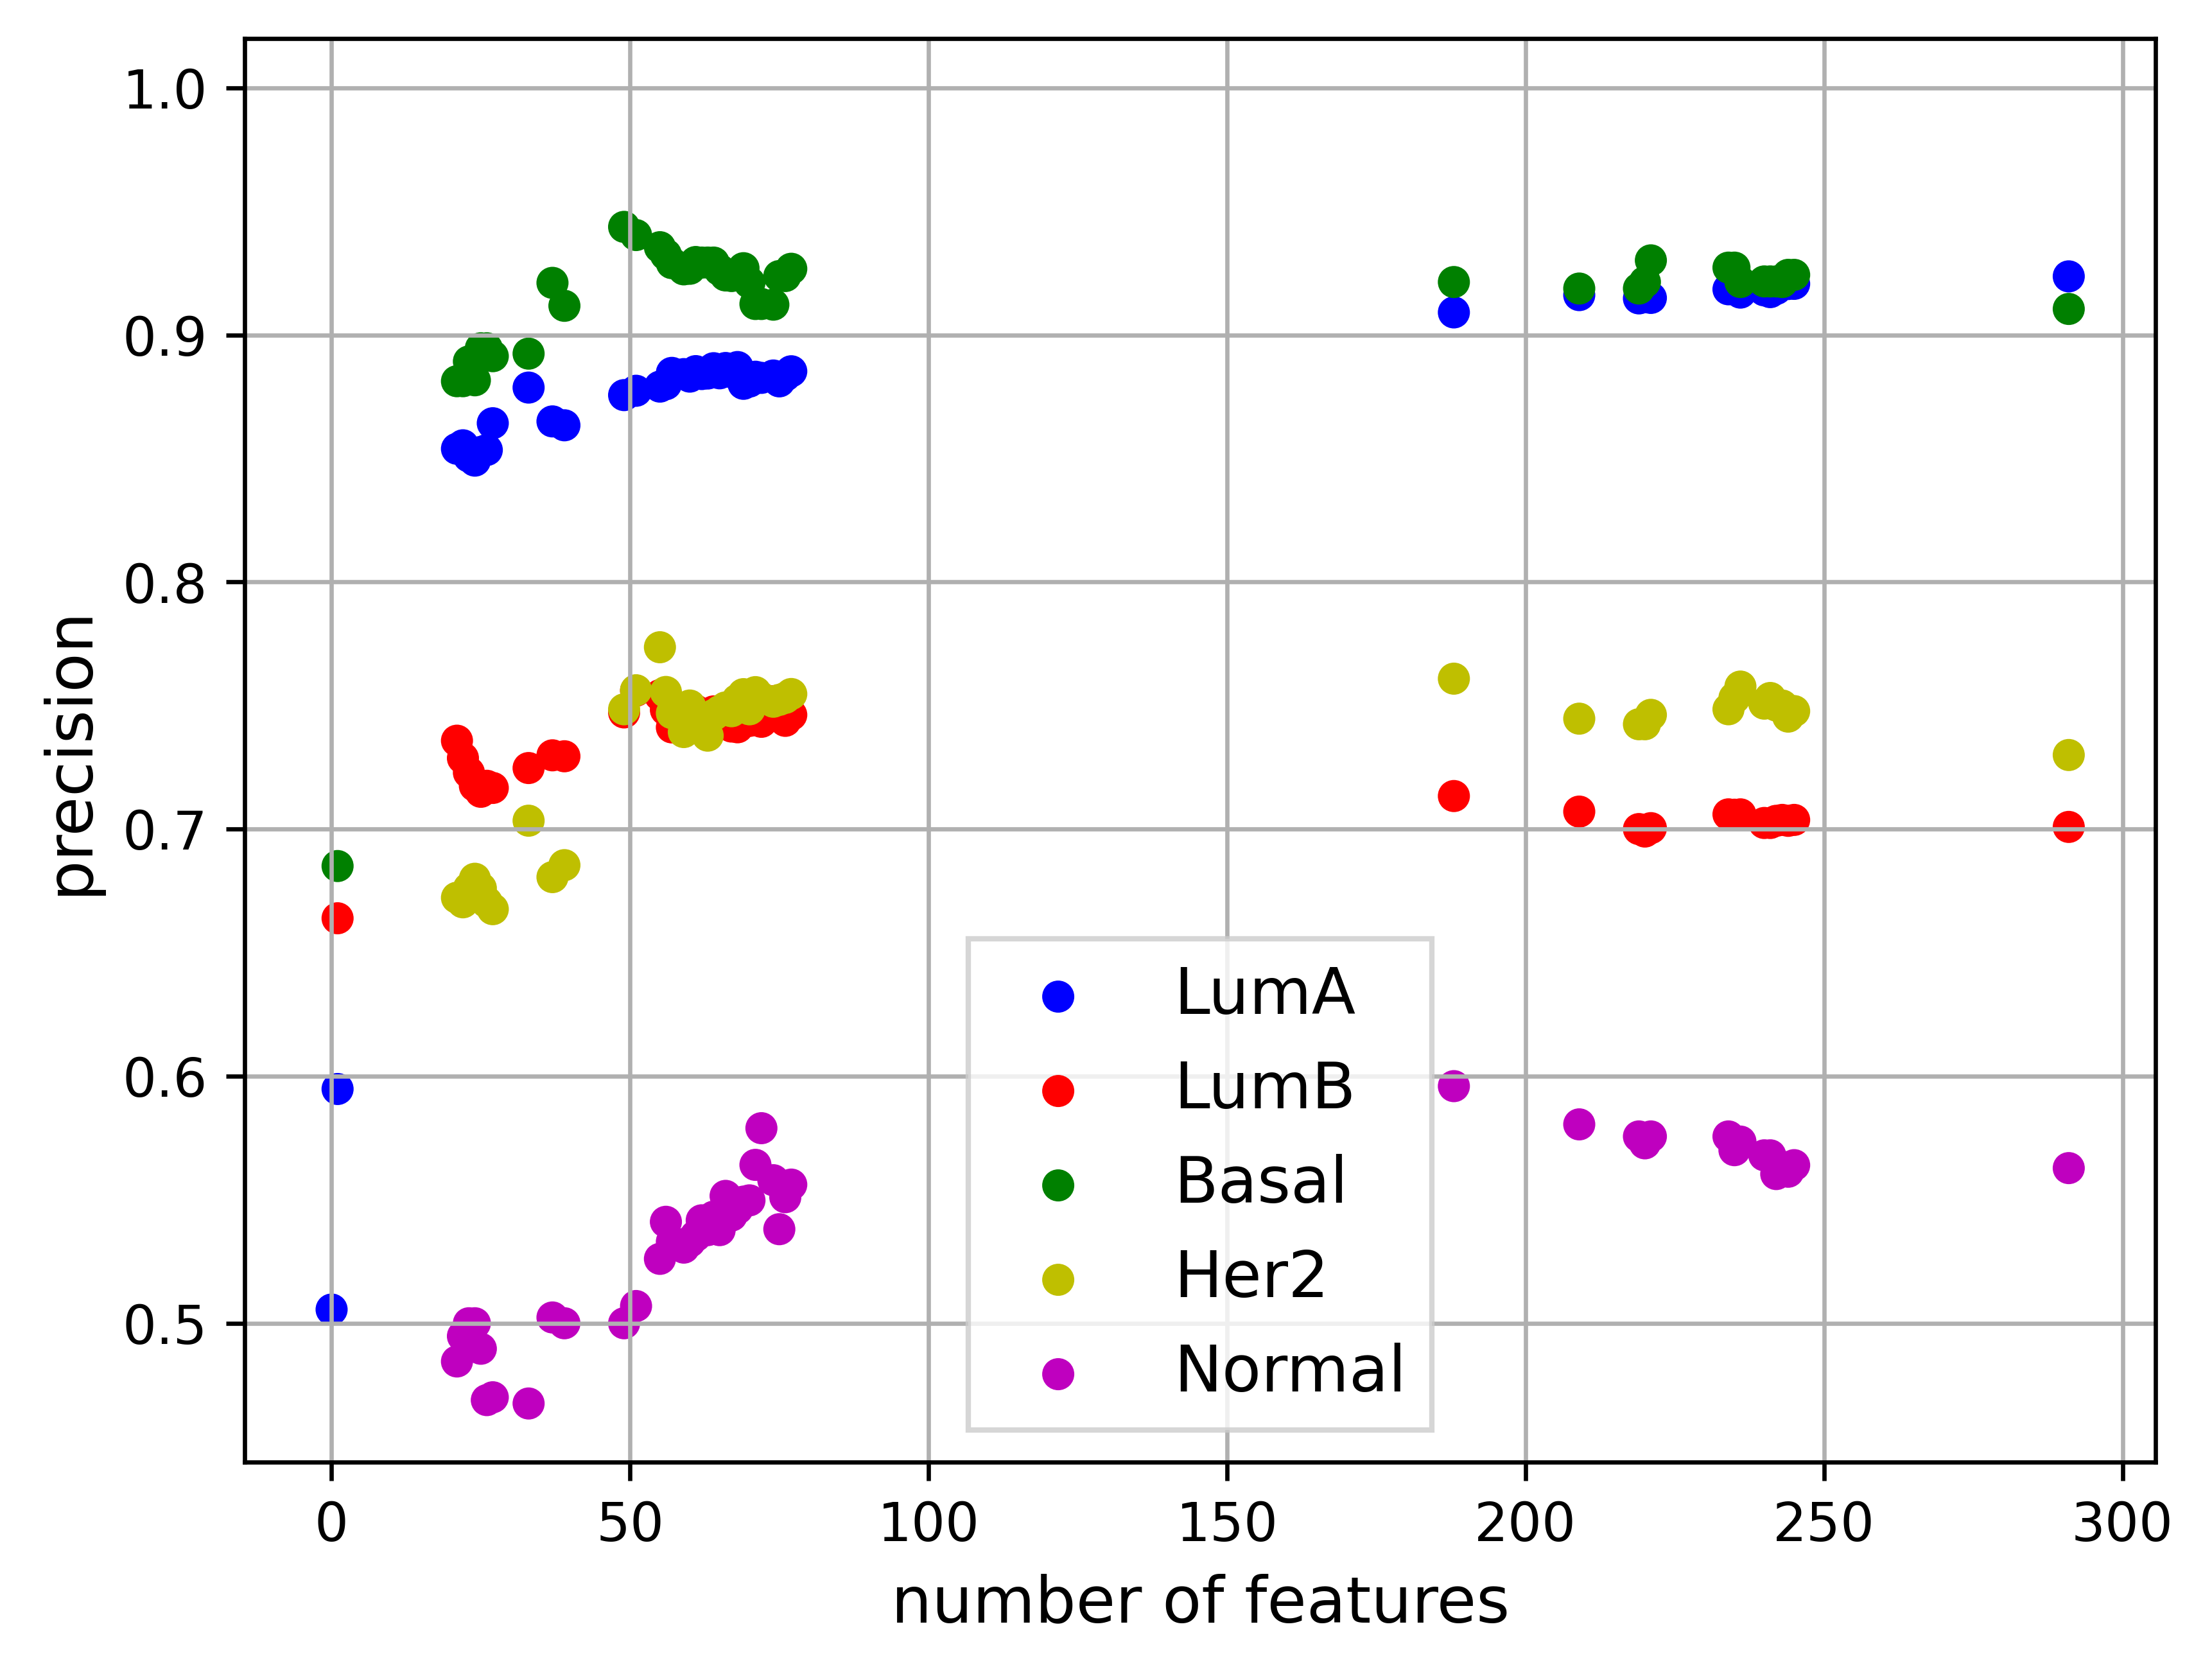 1.0
0.9
0.8
0.7
0.6
0.5
precision
LumA
LumB
Basal
Her2
Normal
0 50 100 150 200 250 300
number of features